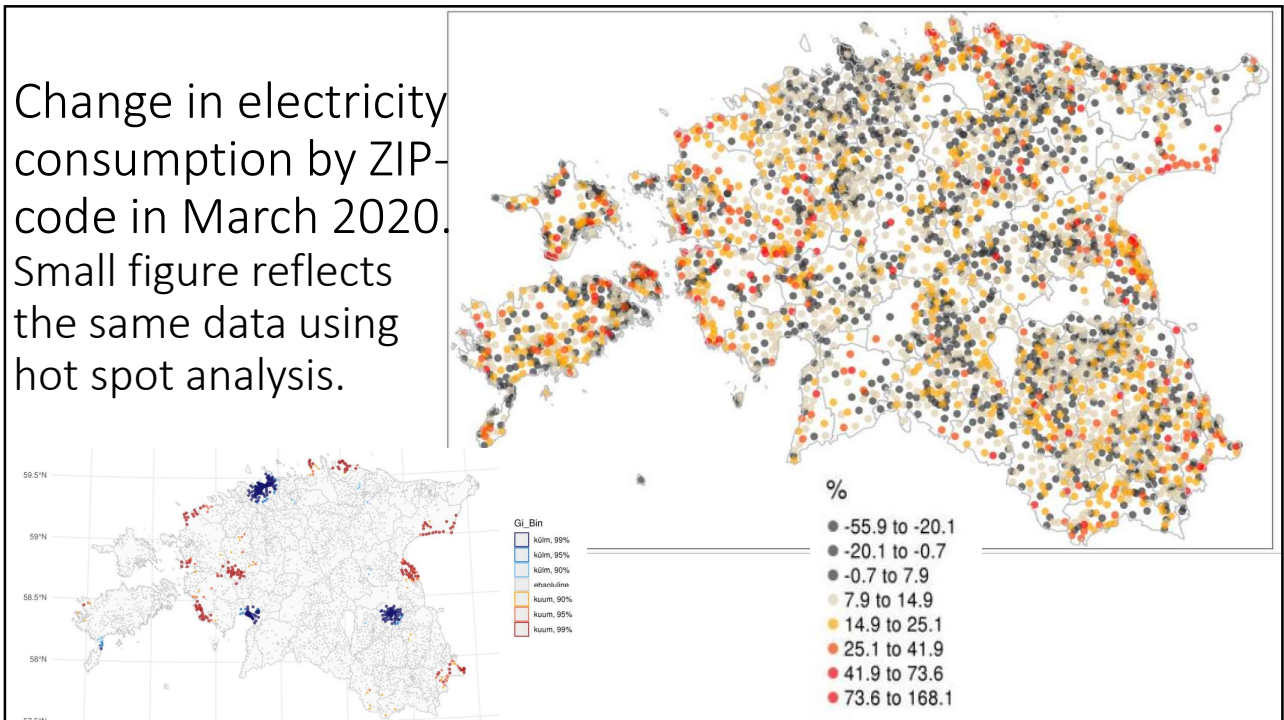 Change in electricity
consumption by ZIP-
code in March 2020.
Small figure reflects
the same data using
hot spot analysis.
%
-55.9 to -20.1
-20.1 to -0.7
-0.7 to 7.9
7.9 to 14.9
14.9 to 25.1
25.1 to 41.9
41.9 to 73.6
73.6 to 168.1
59.5°N
59°N
58.5°N
58°N
57.5°N
Gi_Bin
külm, 99%
külm, 95%
külm, 90%
ebaoluline
kuum, 90%
kuum, 95%
kuum, 99%